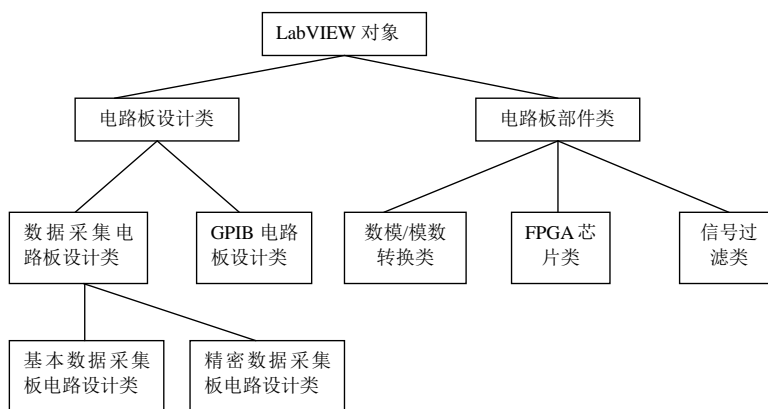 LabVIEW 对象
电路板设计类
电路板部件类
数据采集电
路板设计类
GPIB 电路
板设计类
数模/模数
转换类
FPGA 芯
片类
信号过
滤类
基本数据采集
板电路设计类
精密数据采集
板电路设计类